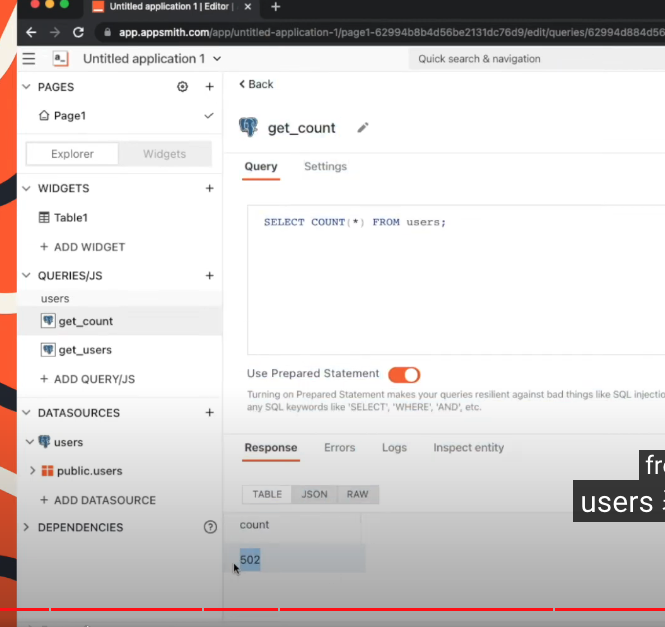 Untitled application 1 | Editor |
app.appsmith.com/app/untitled-application-1/page1-62994b8b4d56be2131dc76d9/edit/queries/62994d884d56
Untitled application 1
Quick search & navigation
PAGES
Page1
Explorer
Widgets
WIDGETS
Table1
+ ADD WIDGET
QUERIES/JS
users
get_count
get_users
+ ADD QUERY/JS
DATASOURCES
users
public.users
+ ADD DATASOURCE
DEPENDENCIES
Back
get_count
Query
Settings
SELECT COUNT(*) FROM users;
Use Prepared Statement
Turning on Prepared Statement makes your queries resilient against bad things like SQL injectio
any SQL keywords like 'SELECT', 'WHERE', 'AND', etc.
Response
Errors
Logs
Inspect entity
TABLE
JSON
RAW
count
502
users